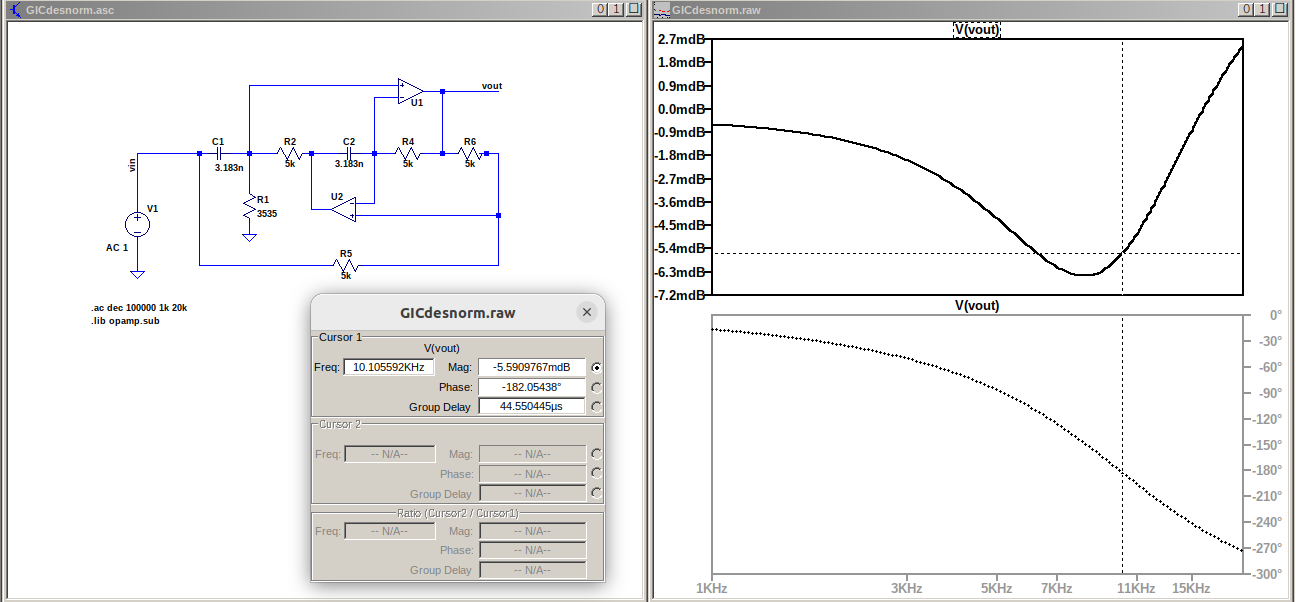 GICdesnorm.asc
0
1
GICdesnorm.raw
0
1
vout
U1
C1
3.183n
R2
5k
C2
3.183n
R4
5k
R6
5k
vin
V1
AC 1
R1
3535
U2
R5
5k
.ac dec 100000 1k 20k
.lib opamp.sub
V(vout)
2.7mdB
1.8mdB
0.9mdB
0.0mdB
-0.9mdB
-1.8mdB
-2.7mdB
-3.6mdB
-4.5mdB
-5.4mdB
-6.3mdB
-7.2mdB
V(vout)
0°
-30°
-60°
-90°
-120°
-150°
-180°
-210°
-240°
-270°
-300°
1KHz 3KHz 5KHz 7KHz 11KHz 15KHz
GICdesnorm.raw
Cursor 1
V(vout)
Freq: 10.105592KHz Mag: -5.5909767mdB
Phase: -182.05438°
Group Delay 44.550445µs
Cursor 2
Freq: -- N/A-- Mag: -- N/A--
Phase: -- N/A--
Group Delay -- N/A--
Ratio (Cursor2 / Cursor1)
Freq: -- N/A-- Mag: -- N/A--
Phase: -- N/A--
Group Delay -- N/A--